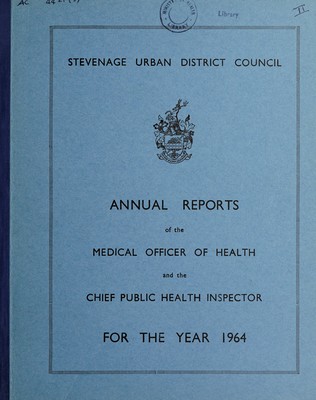 Library
II
STEVENAGE URBAN DISTRICT COUNCIL
ANNUAL REPORTS
of the
MEDICAL OFFICER OF HEALTH
and the
CHIEF PUBLIC HEALTH INSPECTOR
FOR THE YEAR 1964